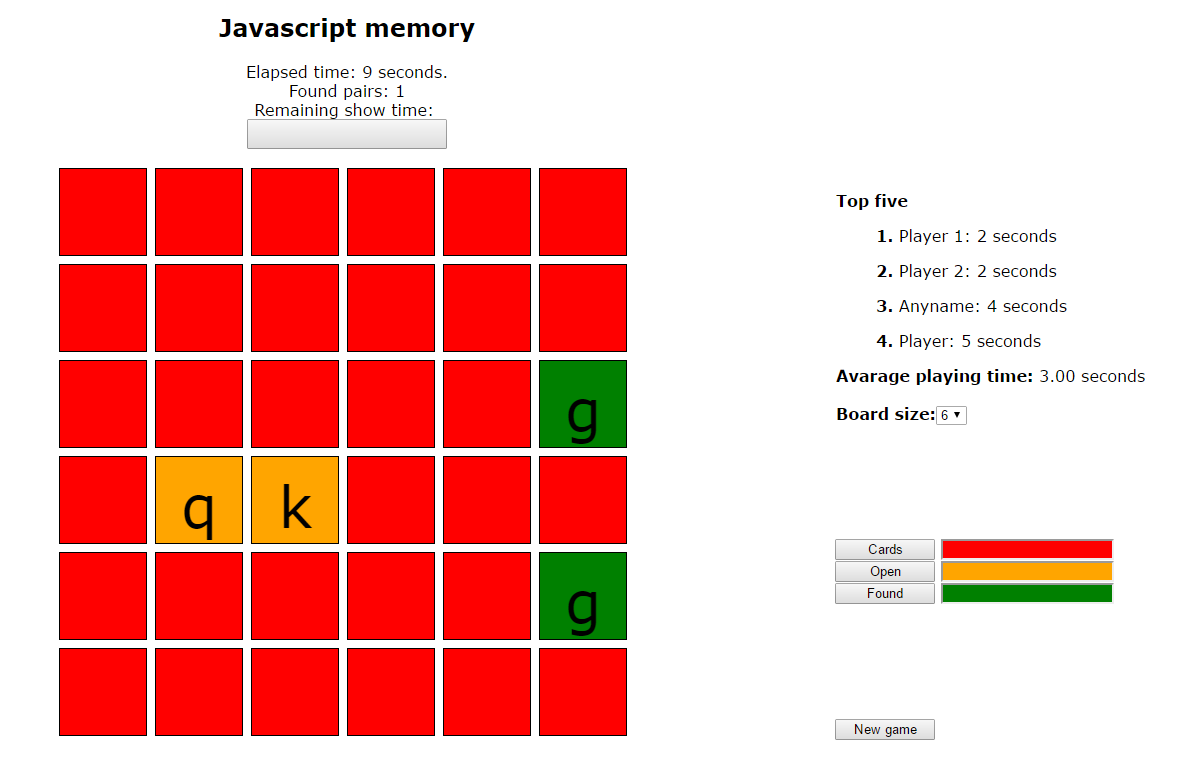 Javascript memory
Elapsed time: 9 seconds.
Found pairs: 1
Remaining show time:
g
q k
g
Top five
1. Player 1: 2 seconds
2. Player 2: 2 seconds
3. Anyname: 4 seconds
4. Player: 5 seconds
Avarage playing time: 3.00 seconds
Board size: 6
Cards
Open
Found
New game